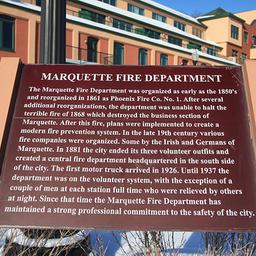 MARQUETTE FIRE DEPARTMENT
The Marquette Fire Department was organized as early as the 1850's
and reorganized in 1861 as Phoenix Fire Co. No. 1. After several
additional reorganizations, the department was unable to halt the
terrible fire of 1868 which destroyed the business section of
Marquette. After this fire, plans were implemented to create a
modern fire prevention system. In the late 19th century various
fire companies were organized. Some by the Irish and Germans of
Marquette. In 1881 the city ended its three volunteer outfits and
created a central fire department headquartered in the south side
of the city. The first motor truck arrived in 1926. Until 1937 the
department was on the volunteer system, with the exception of a
couple of men at each station full time who were relieved by others
at night. Since that time the Marquette Fire Department has
maintained a strong professional commitment to the safety of the city.